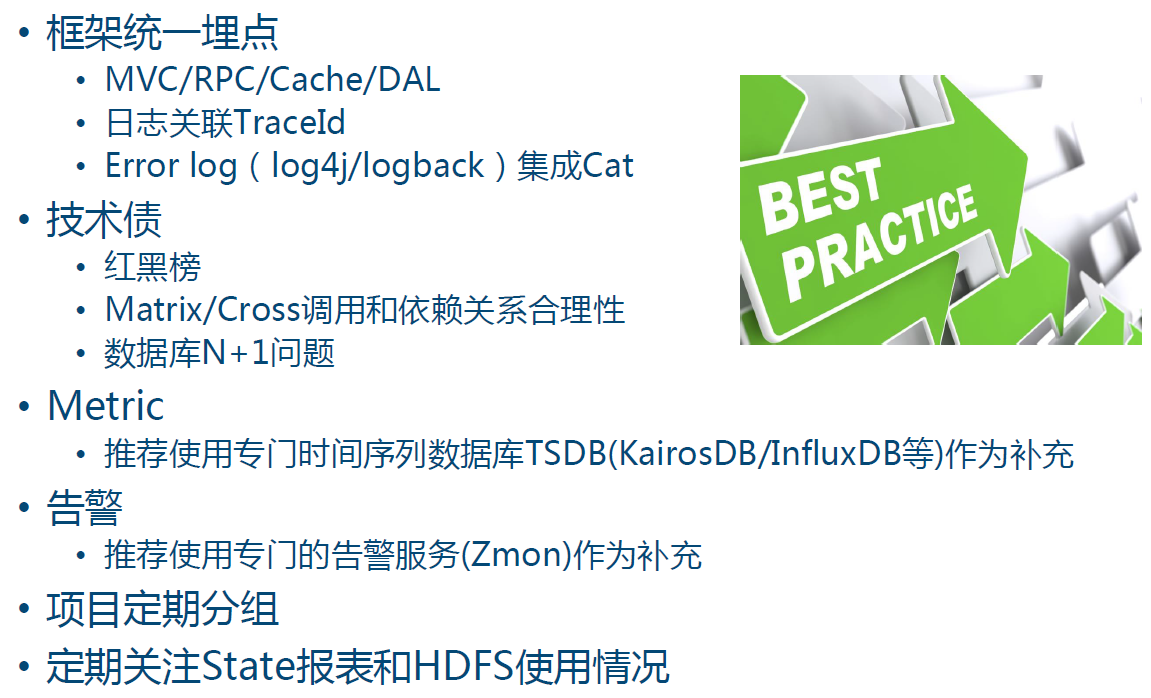 • 框架统一埋点
• MVC/RPC/Cache/DAL
• 日志关联TraceId
• Error log（log4j/logback）集成Cat
• 技术债
• 红黑榜
• Matrix/Cross调用和依赖关系合理性
• 数据库N+1问题
• Metric
• 推荐使用专门时间序列数据库TSDB(KairosDB/InfluxDB等)作为补充
• 告警
• 推荐使用专门的告警服务(Zmon)作为补充
• 项目定期分组
• 定期关注State报表和HDFS使用情况
BEST
PRACTICE